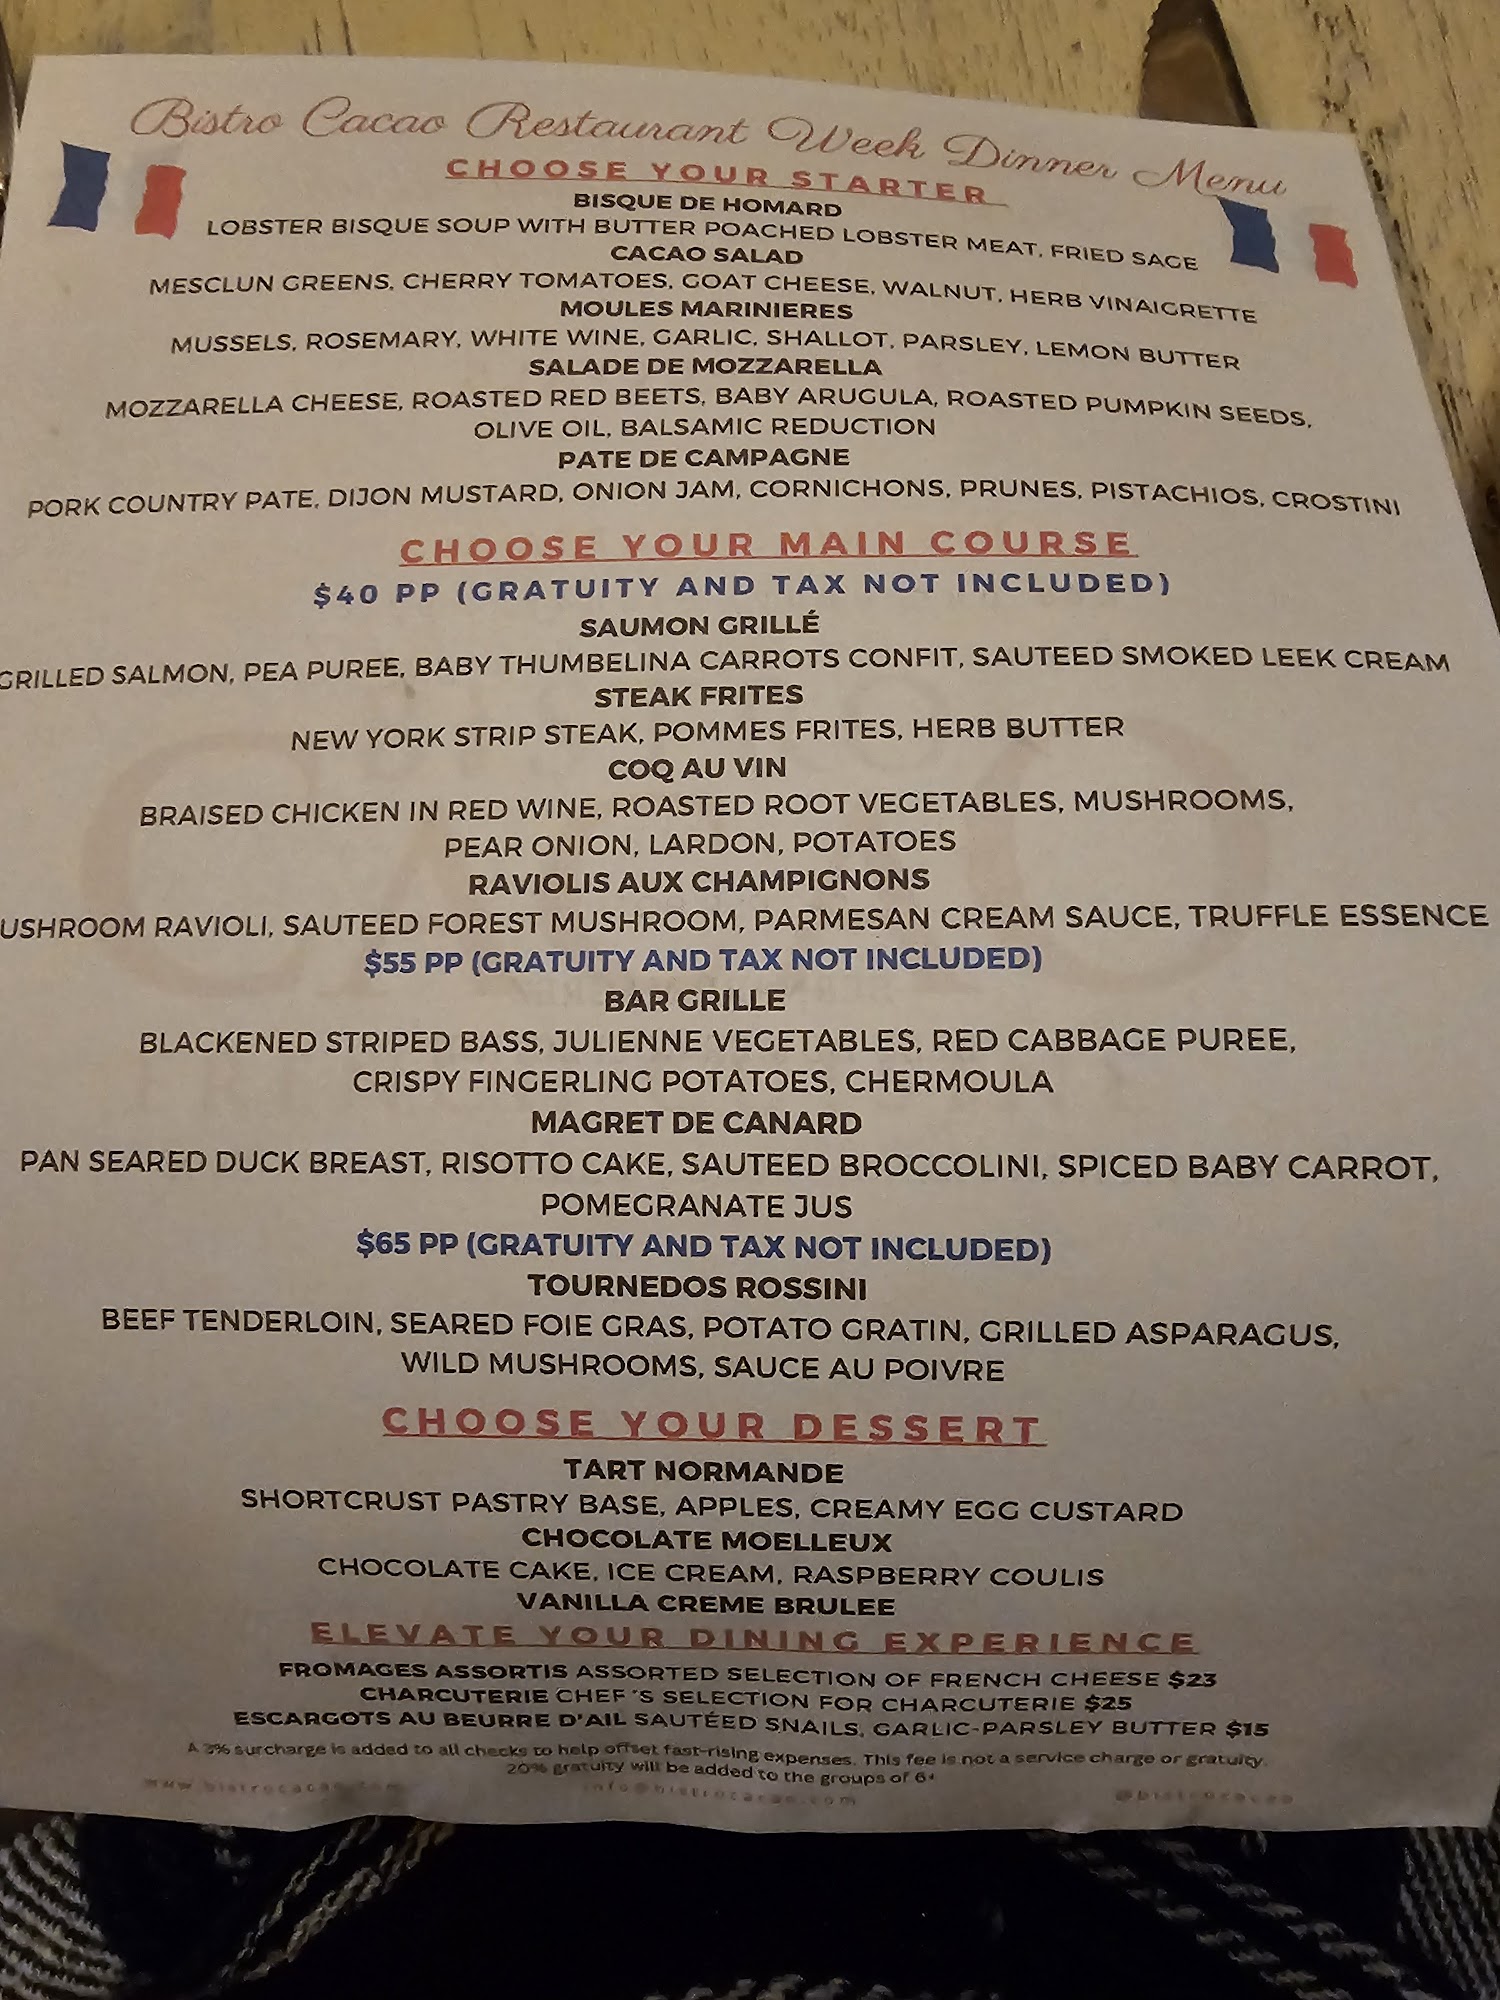 Bistro Cacao Restaurant Week Dinner Menu
CHOOSE YOUR STARTER
BISQUE DE HOMARD
LOBSTER BISQUE SOUP WITH BUTTER POACHED LOBSTER MEAT, FRIED SAGE
CACAO SALAD
MESCLUN GREENS, CHERRY TOMATOES, GOAT CHEESE, WALNUT, HERB VINAIGRETTE
MOULES MARINIERES
MUSSELS, ROSEMARY, WHITE WINE, GARLIC, SHALLOT, PARSLEY, LEMON BUTTER
SALADE DE MOZZARELLA
MOZZARELLA CHEESE, ROASTED RED BEETS, BABY ARUGULA, ROASTED PUMPKIN SEEDS,
OLIVE OIL, BALSAMIC REDUCTION
PATE DE CAMPAGNE
PORK COUNTRY PATE, DIJON MUSTARD, ONION JAM, CORNICHONS, PRUNES, PISTACHIOS, CROSTINI
CHOOSE YOUR MAIN COURSE
$40 PP (GRATUITY AND TAX NOT INCLUDED)
SAUMON GRILLÉ
GRILLED SALMON, PEA PUREE, BABY THUMBELINA CARROTS CONFIT, SAUTEED SMOKED LEEK CREAM
STEAK FRITES
NEW YORK STRIP STEAK, POMMES FRITES, HERB BUTTER
COQ AU VIN
BRAISED CHICKEN IN RED WINE, ROASTED ROOT VEGETABLES, MUSHROOMS,
PEAR ONION, LARDON, POTATOES
RAVIOLIS AUX CHAMPIGNONS
USHROOM RAVIOLI, SAUTEED FOREST MUSHROOM, PARMESAN CREAM SAUCE, TRUFFLE ESSENCE
$55 PP (GRATUITY AND TAX NOT INCLUDED)
BAR GRILLE
BLACKENED STRIPED BASS, JULIENNE VEGETABLES, RED CABBAGE PUREE,
CRISPY FINGERLING POTATOES, CHERMOULA
MAGRET DE CANARD
PAN SEARED DUCK BREAST, RISOTTO CAKE, SAUTEED BROCCOLINI, SPICED BABY CARROT,
POMEGRANATE JUS
$65 PP (GRATUITY AND TAX NOT INCLUDED)
TOURNEDOS ROSSINI
BEEF TENDERLOIN, SEARED FOIE GRAS, POTATO GRATIN, GRILLED ASPARAGUS,
WILD MUSHROOMS, SAUCE AU POIVRE
CHOOSE YOUR DESSERT
TART NORMANDE
SHORTCRUST PASTRY BASE, APPLES, CREAMY EGG CUSTARD
CHOCOLATE MOELLEUX
CHOCOLATE CAKE, ICE CREAM, RASPBERRY COULIS
VANILLA CREME BRULEE
ELEVATE YOUR DINING EXPERIENCE
FROMAGES ASSORTIS ASSORTED SELECTION OF FRENCH CHEESE $23
CHARCUTERIE CHEF 'S SELECTION FOR CHARCUTERIE $25
ESCARGOTS AU BEURRE D'AIL SAUTÉED SNAILS, GARLIC-PARSLEY BUTTER $15
A 3% surcharge is added to all checks to help offset fast-rising expenses. This fee is not a service charge or gratuity.
20% gratuity will be added to the groups of 6+
www.bistrocacao.com info@bistrocacao.com @bistrocacao